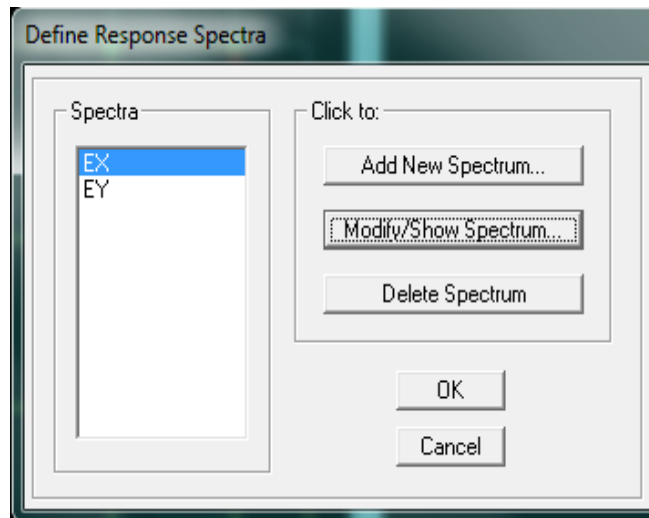 Define Response Spectra
Spectra
EX
EY
Click to:
Add New Spectrum...
Modify/Show Spectrum...
Delete Spectrum
OK
Cancel